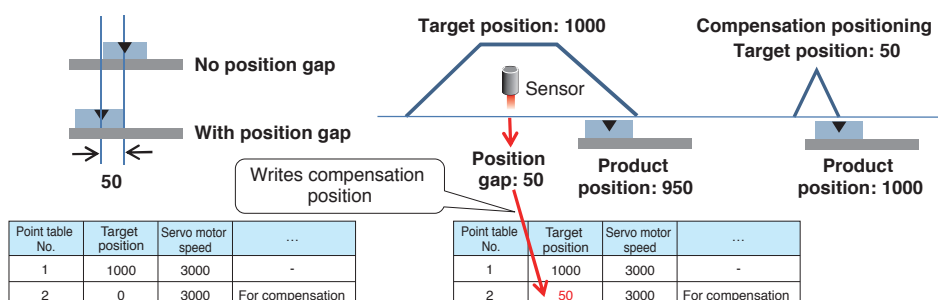 No position gap
With position gap
50
Target position: 1000
Sensor
Position
gap: 50
Product
position: 950
Compensation positioning
Target position: 50
Product
position: 1000
Writes compensation
position
Point table
No.
Target
position
Servo motor
speed
…
1
1000
3000
-
2
0
3000
For compensation
Point table
No.
Target
position
Servo motor
speed
…
1
1000
3000
-
2
50
3000
For compensation